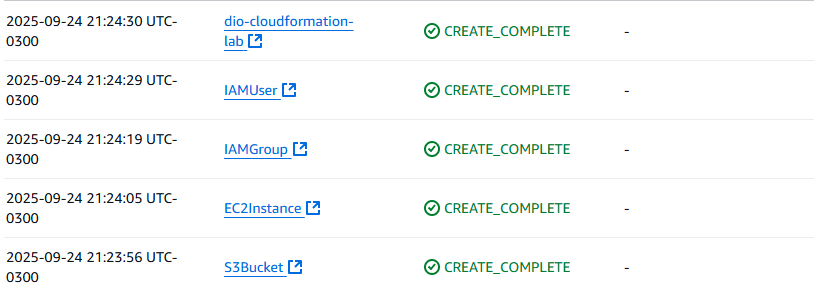 2025-09-24 21:24:30 UTC-
0300
dio-cloudformation-
lab
CREATE_COMPLETE
-
2025-09-24 21:24:29 UTC-
0300
IAMUser
CREATE_COMPLETE
-
2025-09-24 21:24:19 UTC-
0300
IAMGroup
CREATE_COMPLETE
-
2025-09-24 21:24:05 UTC-
0300
EC2Instance
CREATE_COMPLETE
-
2025-09-24 21:23:56 UTC-
0300
S3Bucket
CREATE_COMPLETE
-